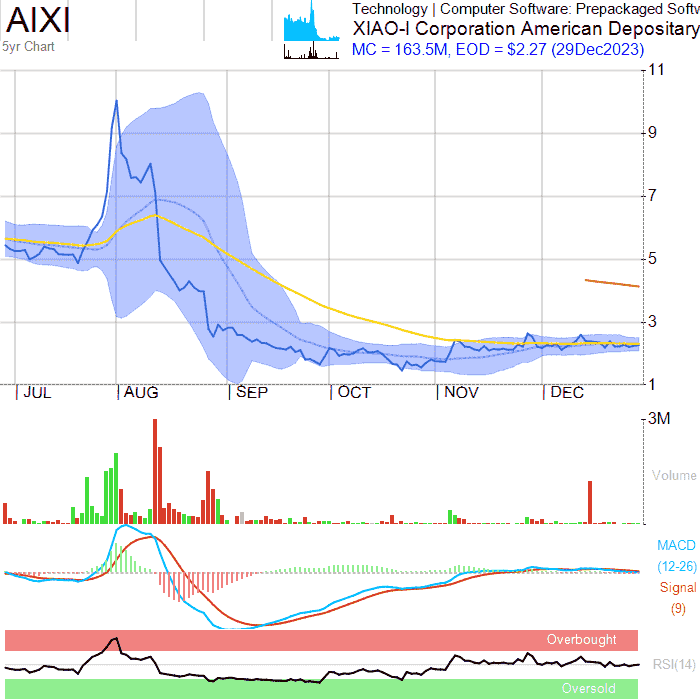 AIXI
5yr Chart
Technology | Computer Software: Prepackaged Softw
XIAO-I Corporation American Depositary
MC = 163.5M, EOD = $2.27 (29Dec2023)
11
9
7
5
3
1
JUL AUG SEP OCT NOV DEC
3M
Volume
MACD
(12-26)
Signal
(9)
Overbought
RSI(14)
Oversold